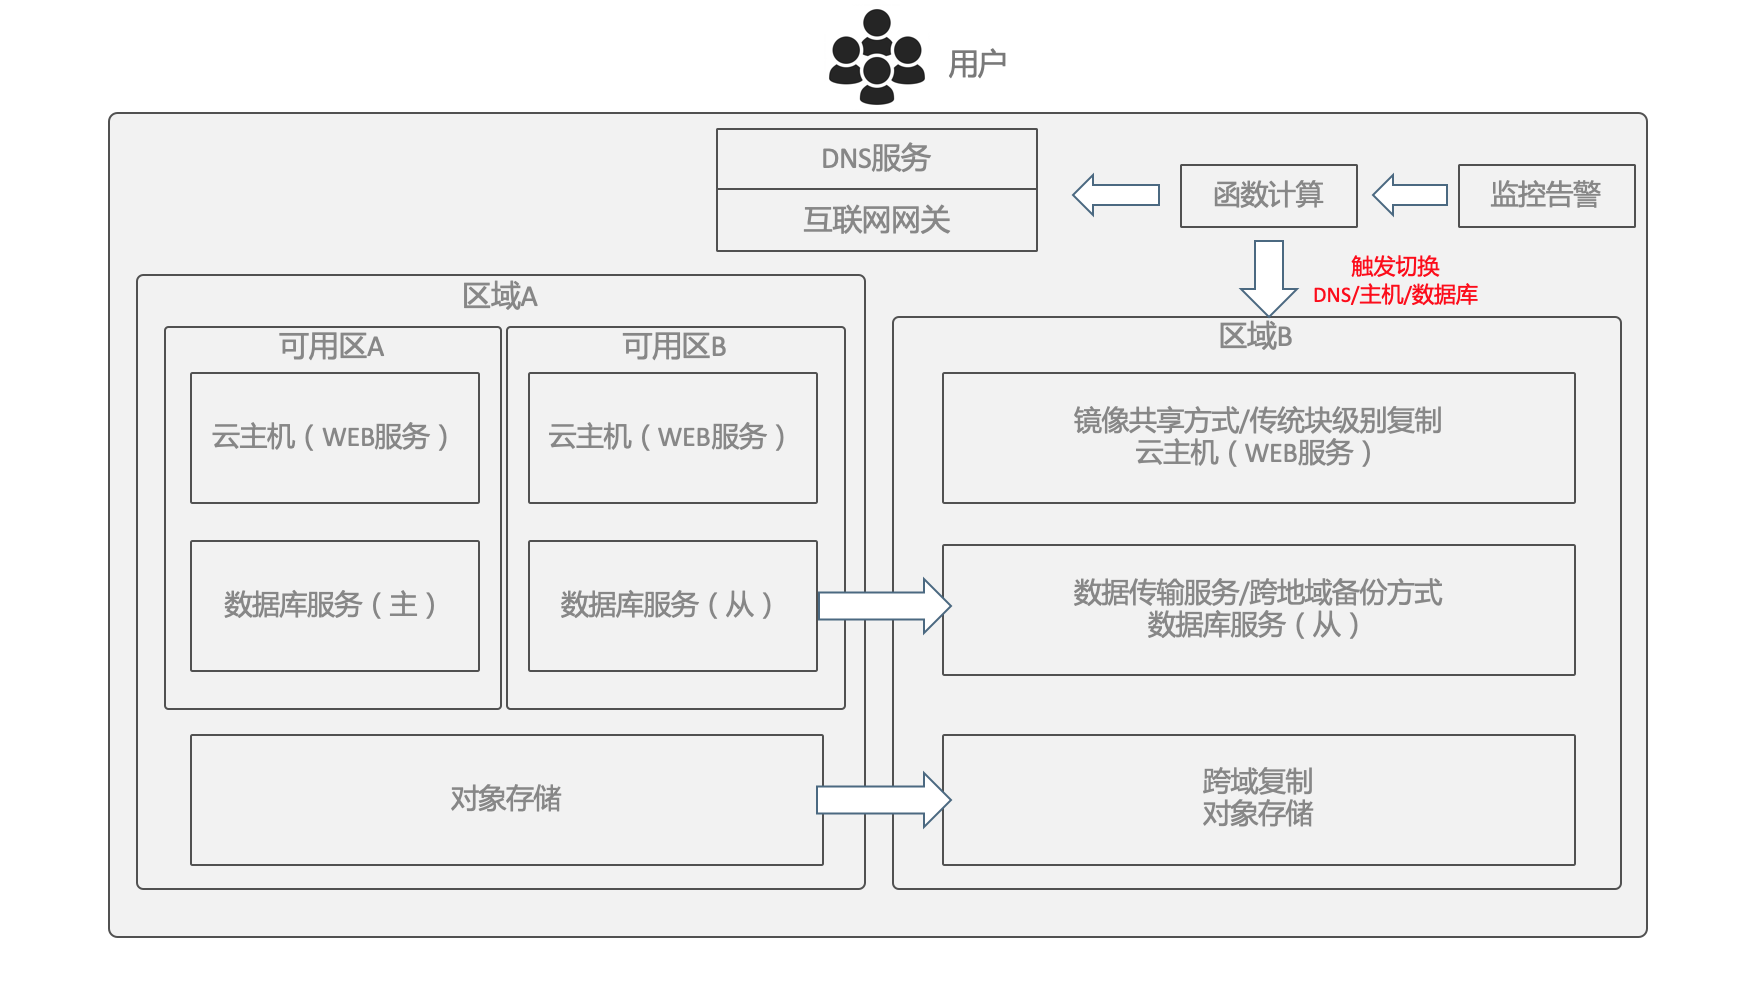 用户
DNS服务
互联网网关
函数计算
监控告警
触发切换
DNS/主机/数据库
区域A
可用区A
可用区B
云主机（WEB服务）
云主机（WEB服务）
数据库服务（主）
数据库服务（从）
对象存储
区域B
镜像共享方式/传统块级别复制
云主机（WEB服务）
数据传输服务/跨地域备份方式
数据库服务（从）
跨域复制
对象存储